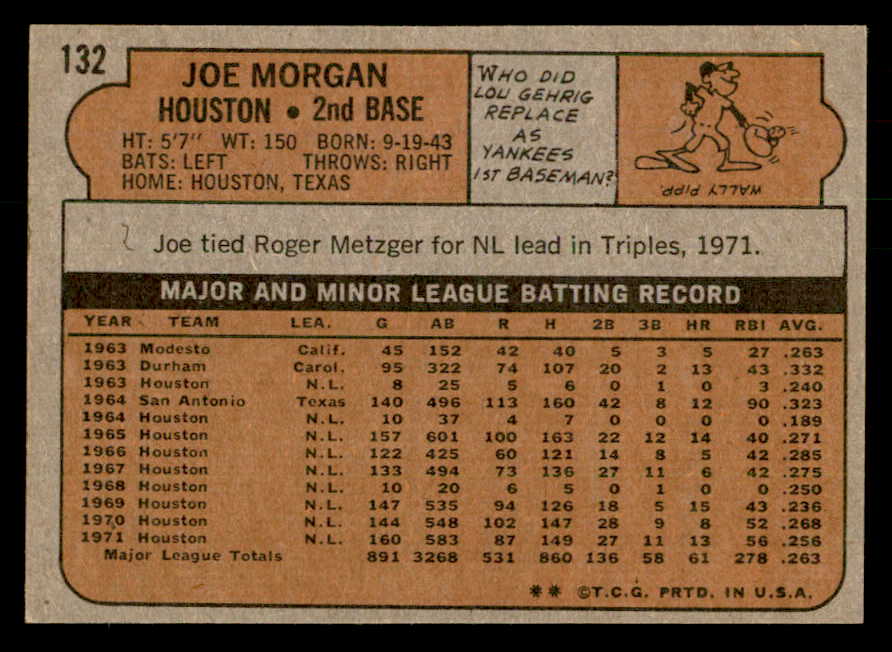 132
JOE MORGAN
HOUSTON • 2nd BASE
HT: 5'7" WT: 150 BORN: 9-19-43
BATS: LEFT THROWS: RIGHT
HOME: HOUSTON, TEXAS
WHO DID
LOU GEHRIG
REPLACE
AS
YANKEES
1ST BASEMAN?
WALLY PIPP.
Joe tied Roger Metzger for NL lead in Triples, 1971.
MAJOR AND MINOR LEAGUE BATTING RECORD
YEAR TEAM LEA. G AB R H 2B 3B HR RBI AVG.
1963 Modesto Calif. 45 152 42 40 5 3 5 27 .263
1963 Durham Carol. 95 322 74 107 20 2 13 43 .332
1963 Houston N.L. 8 25 5 6 0 1 0 3 .240
1964 San Antonio Texas 140 496 113 160 42 8 12 90 .323
1964 Houston N.L. 10 37 4 7 0 0 0 0 .189
1965 Houston N.L. 157 601 100 163 22 12 14 40 .271
1966 Houston N.L. 122 425 60 121 14 8 5 42 .285
1967 Houston N.L. 133 494 73 136 27 11 6 42 .275
1968 Houston N.L. 10 20 6 5 0 1 0 0 .250
1969 Houston N.L. 147 535 94 126 18 5 15 43 .236
1970 Houston N.L. 144 548 102 147 28 9 8 52 .268
1971 Houston N.L. 160 583 87 149 27 11 13 56 .256
Major League Totals 891 3268 531 860 136 58 61 278 .263
** ©T.C.G. PRTD. IN U.S.A.